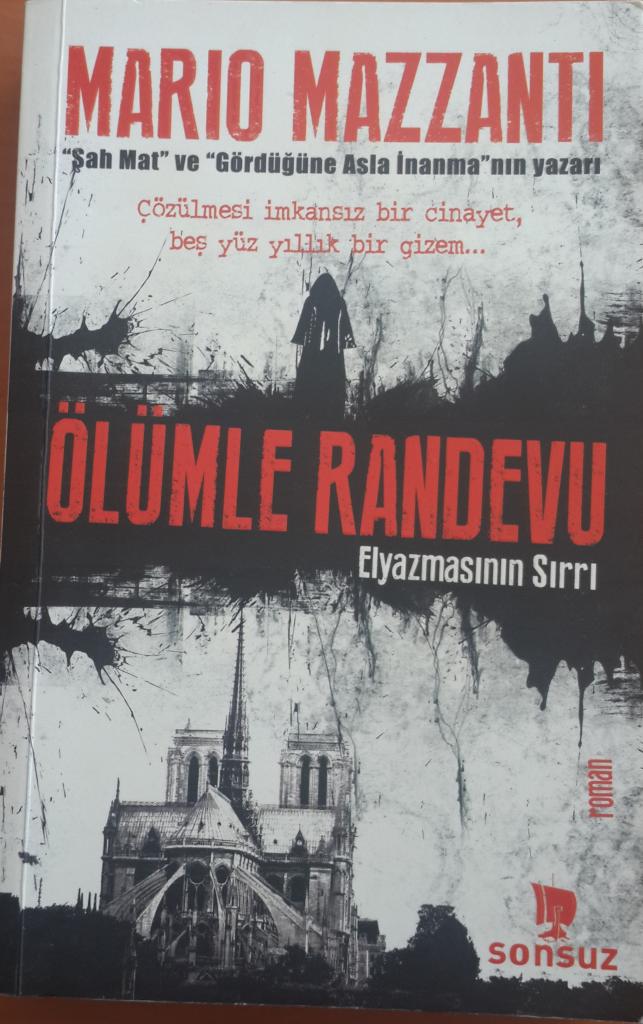 MARIO MAZZANTI
"Şah Mat" ve "Gördüğüne Asla İnanma"nın yazarı
Çözülmesi imkansız bir cinayet,
beş yüz yıllık bir gizem...
ÖLÜMLE RANDEVU
Elyazmasının Sırrı
roman
sonsuz